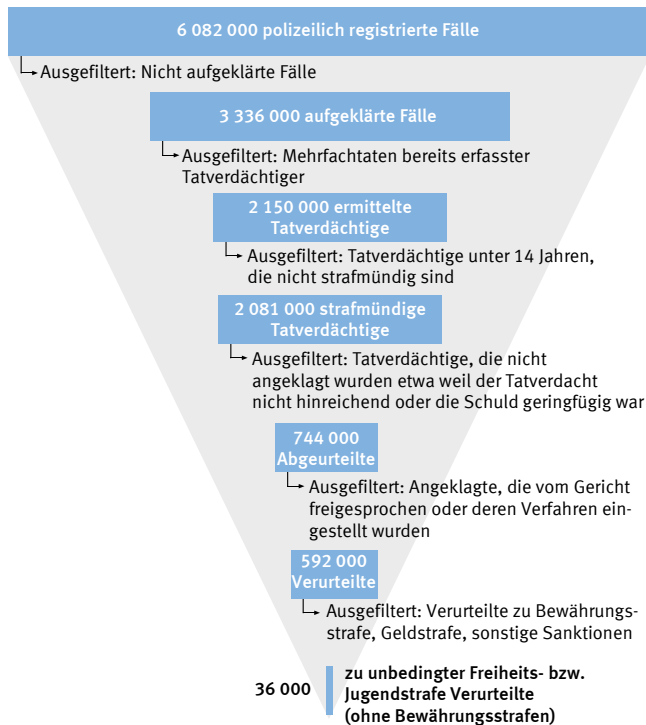 6 082 000 polizeilich registrierte Fälle
Ausgefiltert: Nicht aufgeklärte Fälle
3 336 000 aufgeklärte Fälle
Ausgefiltert: Mehrfachtaten bereits erfasster
Tatverdächtiger
2 150 000 ermittelte
Tatverdächtige
Ausgefiltert: Tatverdächtige unter 14 Jahren,
die nicht strafmündig sind
2 081 000 strafmündige
Tatverdächtige
Ausgefiltert: Tatverdächtige, die nicht
angeklagt wurden etwa weil der Tatverdacht
nicht hinreichend oder die Schuld geringfügig war
744 000
Abgeurteilte
Ausgefiltert: Angeklagte, die vom Gericht
freigesprochen oder deren Verfahren ein-
gestellt wurden
592 000
Verurteilte
Ausgefiltert: Verurteilte zu Bewährungs-
strafe, Geldstrafe, sonstige Sanktionen
36 000
zu unbedingter Freiheits- bzw.
Jugendstrafe Verurteilte
(ohne Bewährungsstrafen)